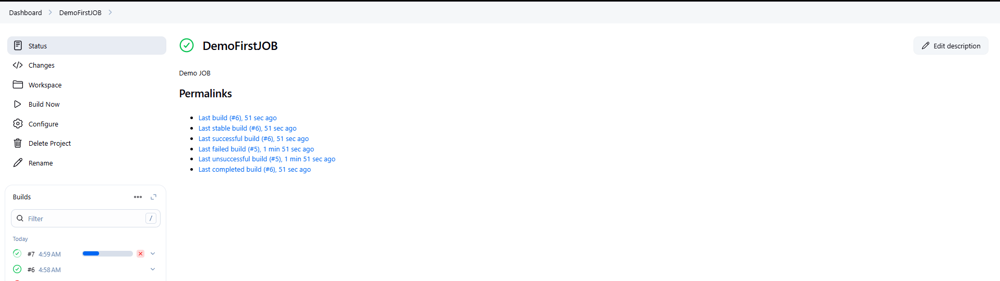 Dashboard
DemoFirstJOB
Status
Changes
Workspace
Build Now
Configure
Delete Project
Rename
Builds
Filter
/
Today
#7 4:59 AM
#6 4:58 AM
DemoFirstJOB
Edit description
Demo JOB
Permalinks
Last build (#6), 51 sec ago
Last stable build (#6), 51 sec ago
Last successful build (#6), 51 sec ago
Last failed build (#5), 1 min 51 sec ago
Last unsuccessful build (#5), 1 min 51 sec ago
Last completed build (#6), 51 sec ago